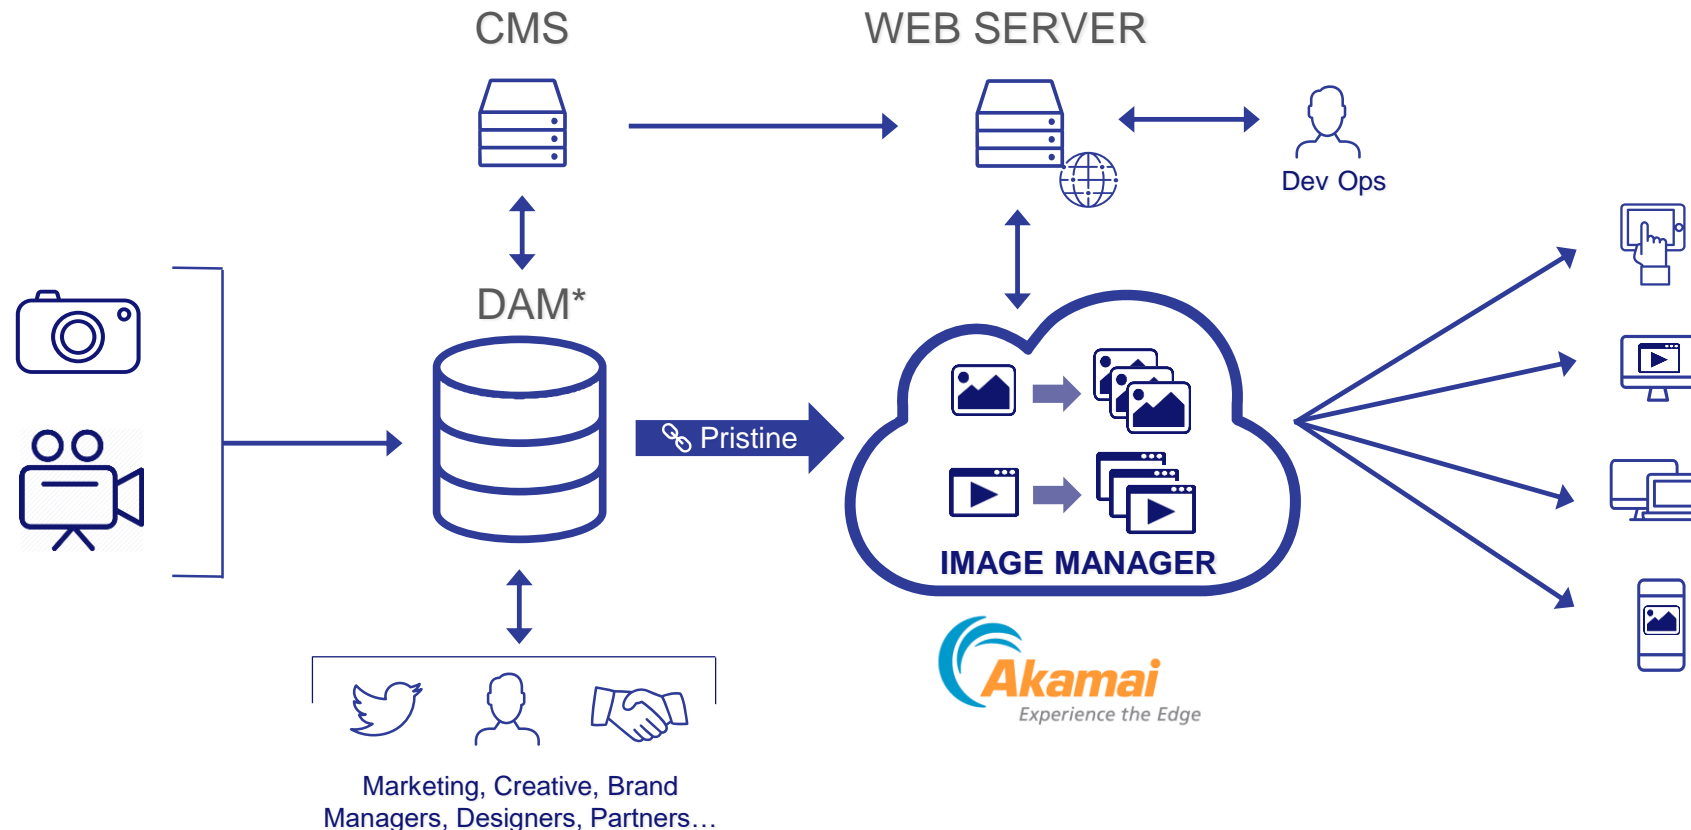 CMS
WEB SERVER
Dev Ops
DAM*
Pristine
IMAGE MANAGER
Akamai
Experience the Edge
Marketing, Creative, Brand
Managers, Designers, Partners…